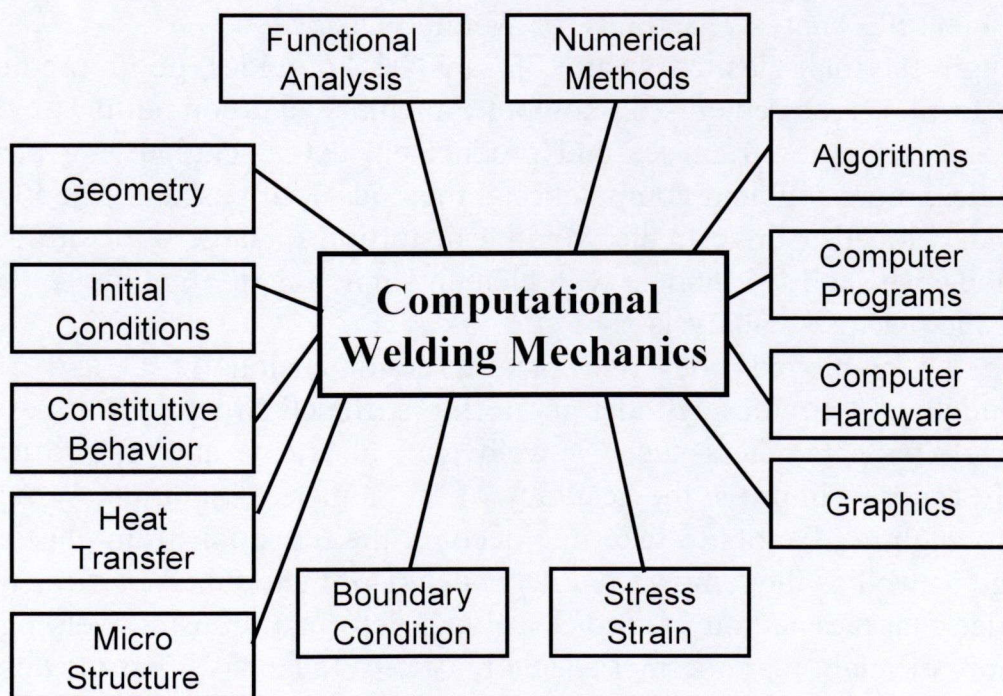 Functional
Analysis
Numerical
Methods
Geometry
Algorithms
Initial
Conditions
Computational
Welding Mechanics
Computer
Programs
Constitutive
Behavior
Computer
Hardware
Heat
Transfer
Graphics
Micro
Structure
Boundary
Condition
Stress
Strain